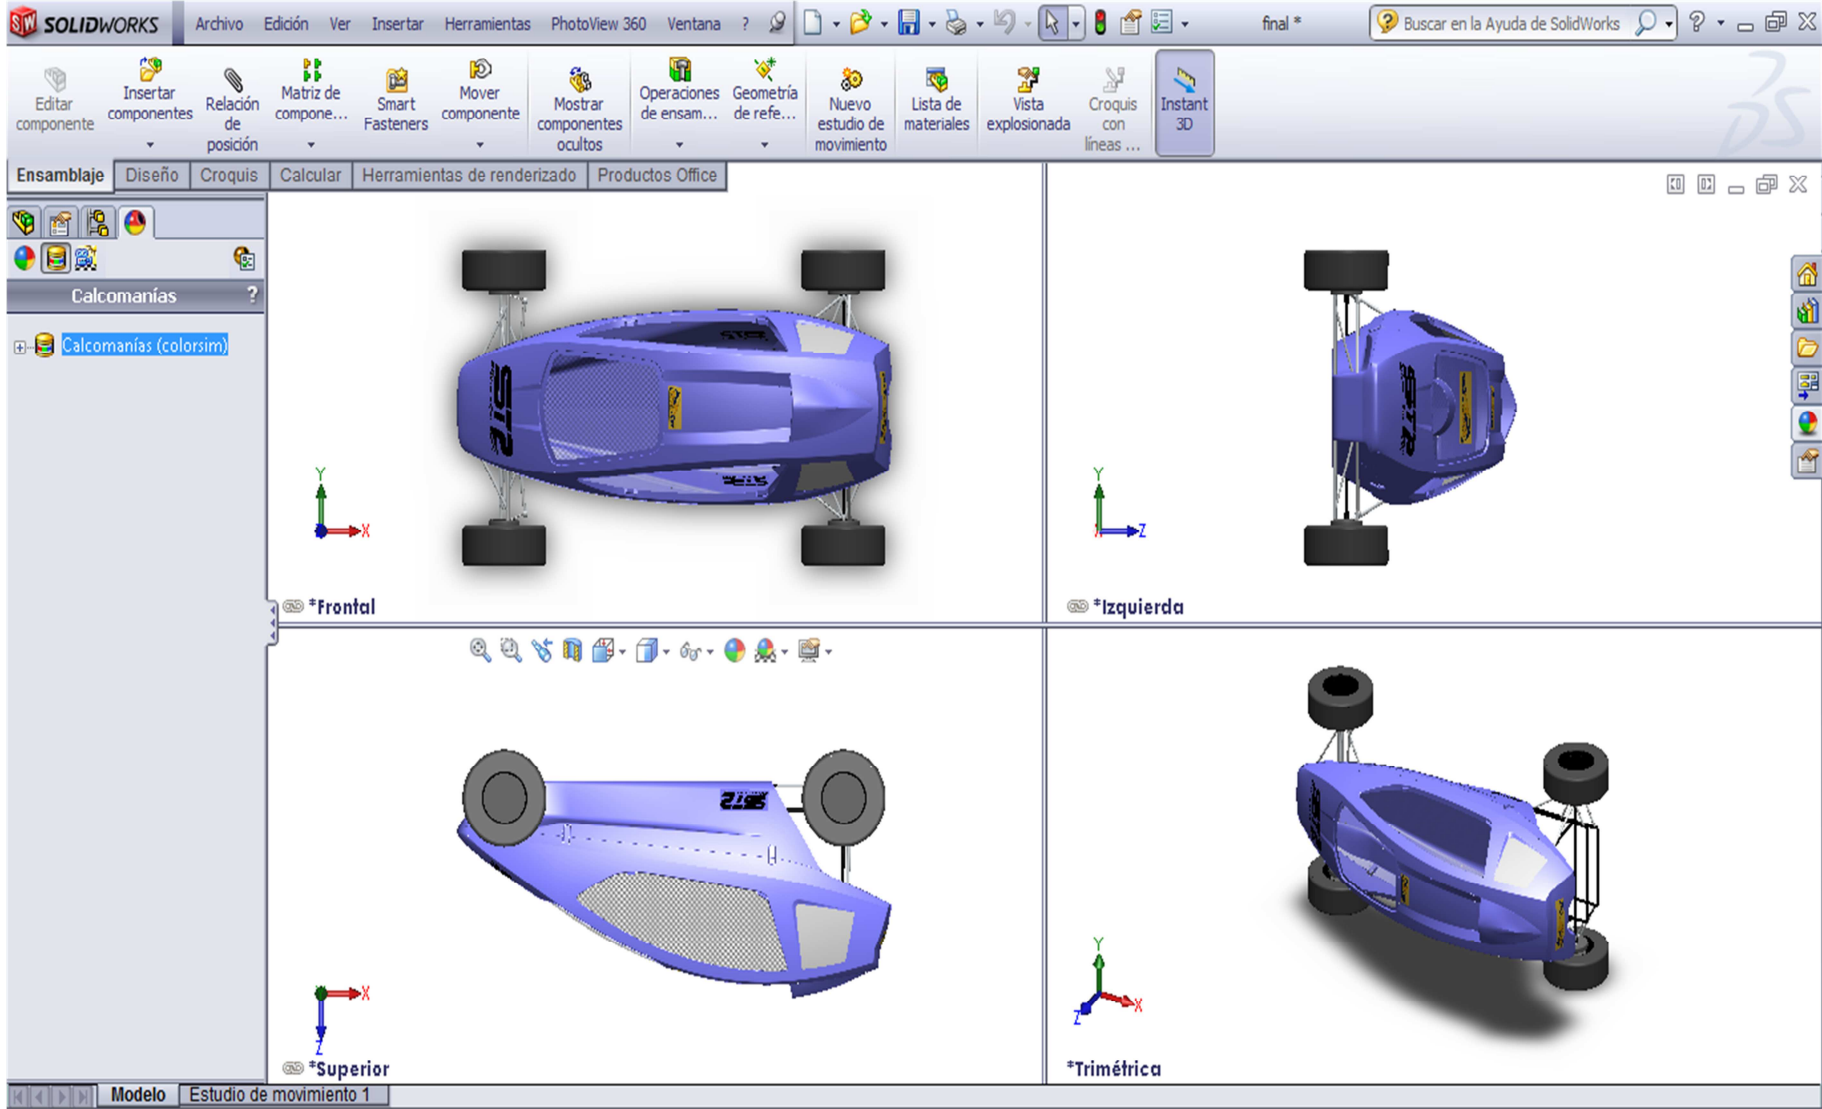 SOLIDWORKS Archivo Edición Ver Insertar Herramientas PhotoView 360 Ventana ? final * Buscar en la Ayuda de SolidWorks ?
Editar componente
Insertar componentes
Relación de posición
Matriz de compone...
Smart Fasteners
Mover componente
Mostrar componentes ocultos
Operaciones de ensam...
Geometría de refe...
Nuevo estudio de movimiento
Lista de materiales
Vista explosionada
Croquis con líneas ...
Instant 3D
Ensamblaje Diseño Croquis Calcular Herramientas de renderizado Productos Office
Calcomanías ?
Calcomanías (colorsim)
Y
X
*Frontal
Y
X Z
*Izquierda
X
Z
*Superior
Y
Z X
*Trimétrica
Modelo Estudio de movimiento 1